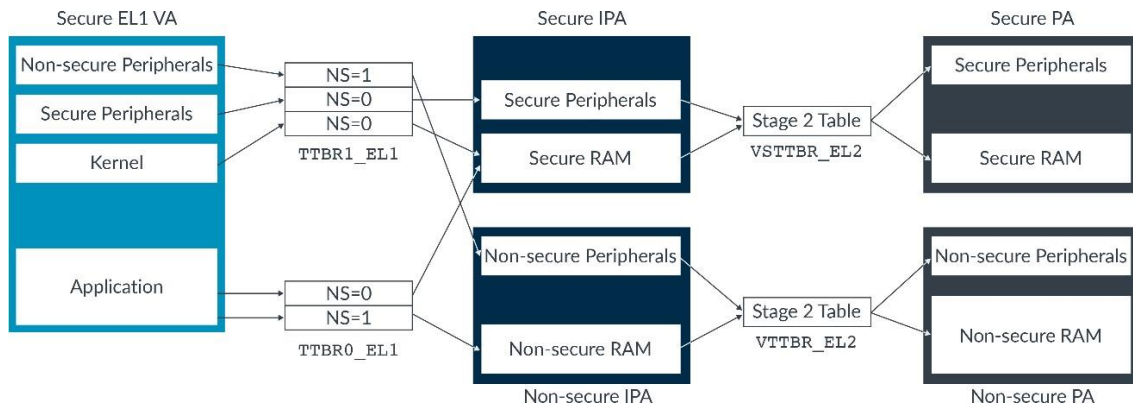 Secure EL1 VA
Non-secure Peripherals
Secure Peripherals
Kernel
Application
NS=1
NS=0
NS=0
TTBR1_EL1
NS=0
NS=1
TTBR0_EL1
Secure IPA
Secure Peripherals
Secure RAM
Non-secure Peripherals
Non-secure RAM
Non-secure IPA
Stage 2 Table
VSTTBR_EL2
Stage 2 Table
VTTBR_EL2
Secure PA
Secure Peripherals
Secure RAM
Non-secure Peripherals
Non-secure RAM
Non-secure PA